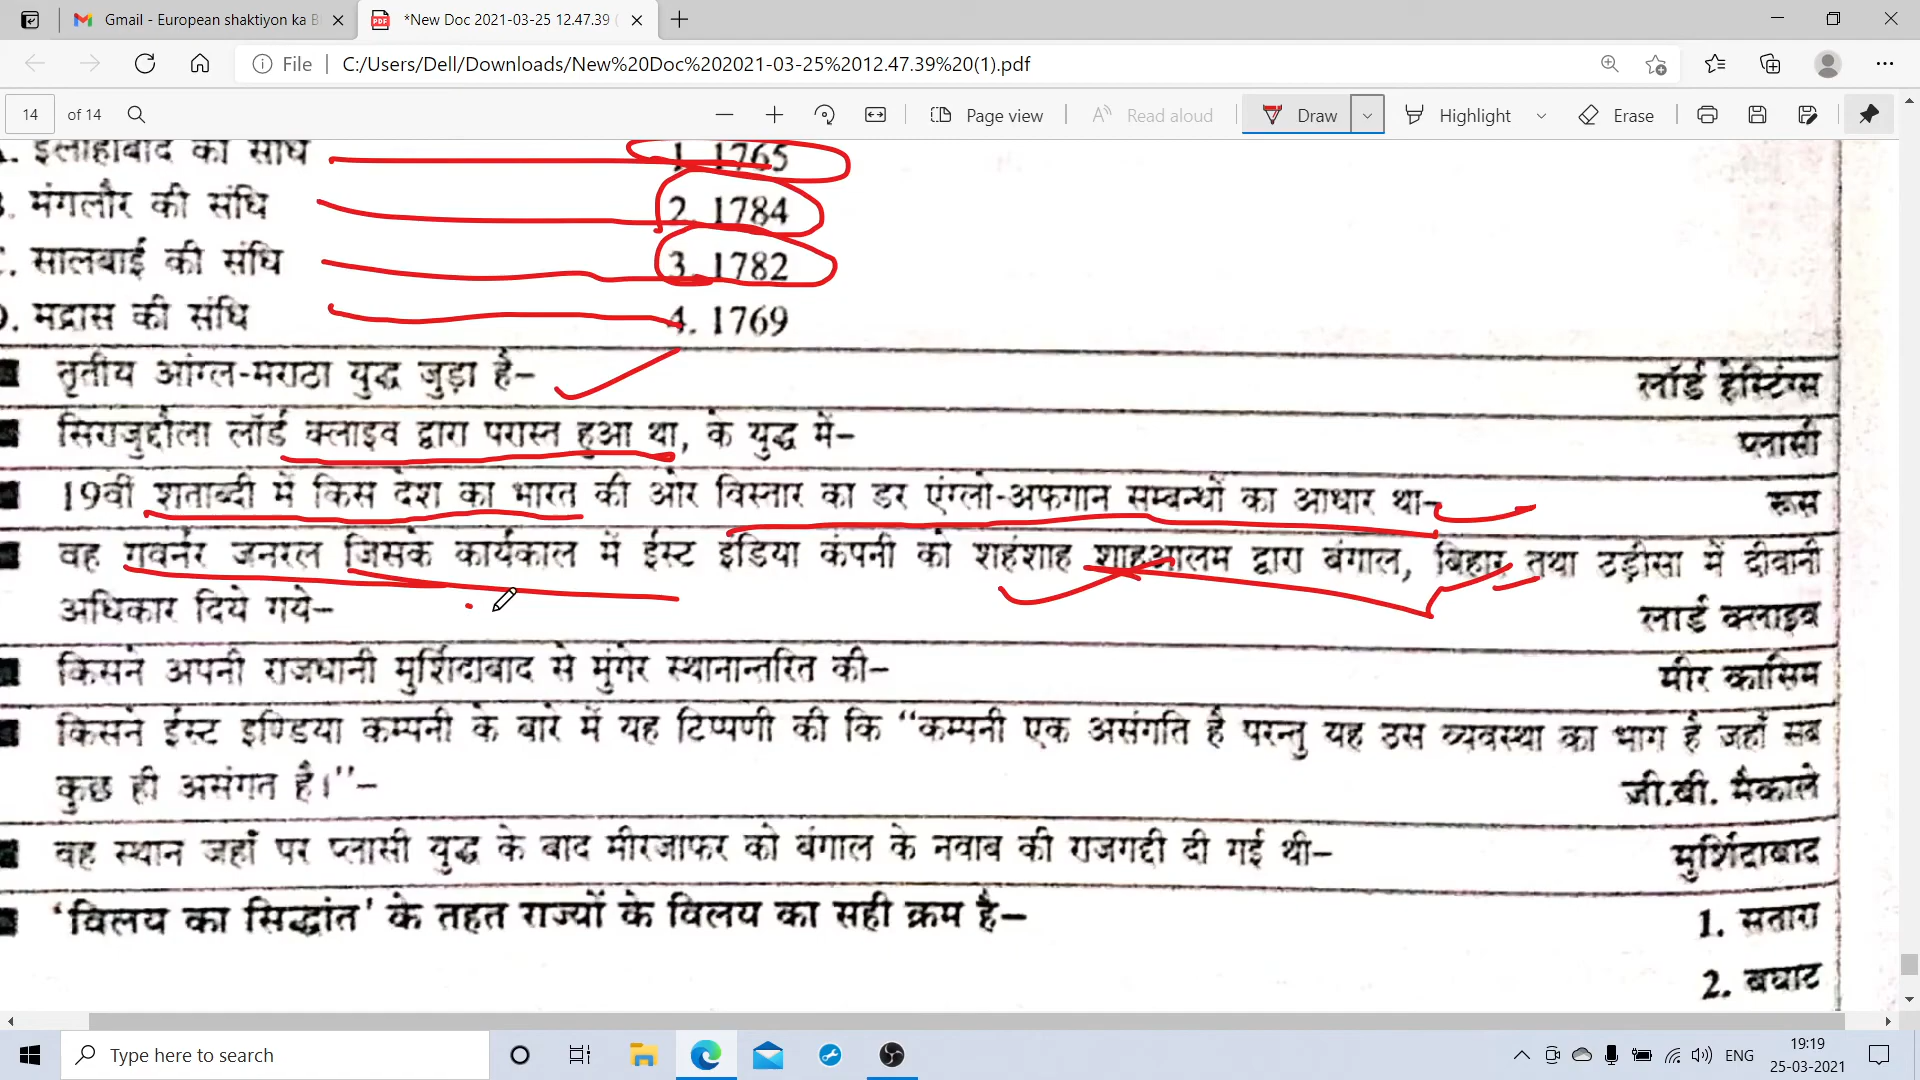 Gmail - European shaktiyon ka B
*New Doc 2021-03-25 12.47.39 (
File C:/Users/Dell/Downloads/New%20Doc%202021-03-25%2012.47.39%20(1).pdf
14 of 14 Page view Read aloud Draw Highlight Erase
इलाहाबाद की संधि 1. 1765
मंगलौर की संधि 2. 1784
सालबाई की संधि 3. 1782
मद्रास की संधि 4. 1769
तृतीय आंग्ल-मराठा युद्ध जुड़ा है- लॉर्ड हेस्टिंग्स
सिराजुद्दौला लॉर्ड क्लाइव द्वारा परास्त हुआ था, के युद्ध में- प्लासी
19वीं शताब्दी में किस देश का भारत की ओर विस्तार का डर एंग्लो-अफगान सम्बन्धों का आधार था- रूस
वह गवर्नर जनरल जिसके कार्यकाल में ईस्ट इंडिया कंपनी को शहंशाह शाहआलम द्वारा बंगाल, बिहार तथा उड़ीसा में दीवानी
अधिकार दिये गये- लार्ड क्लाइव
किसने अपनी राजधानी मुर्शिदाबाद से मुंगेर स्थानान्तरित की- मीर कासिम
किसने ईस्ट इण्डिया कम्पनी के बारे में यह टिप्पणी की कि “कम्पनी एक असंगति है परन्तु यह उस व्यवस्था का भाग है जहाँ सब
कुछ ही असंगत है।”- जी.बी. मैकाले
वह स्थान जहाँ पर प्लासी युद्ध के बाद मीरजाफर को बंगाल के नवाब की राजगद्दी दी गई थी- मुर्शिदाबाद
‘विलय का सिद्धांत’ के तहत राज्यों के विलय का सही क्रम है- 1. सतारा
2. बघाट
Type here to search ENG 19:19
25-03-2021